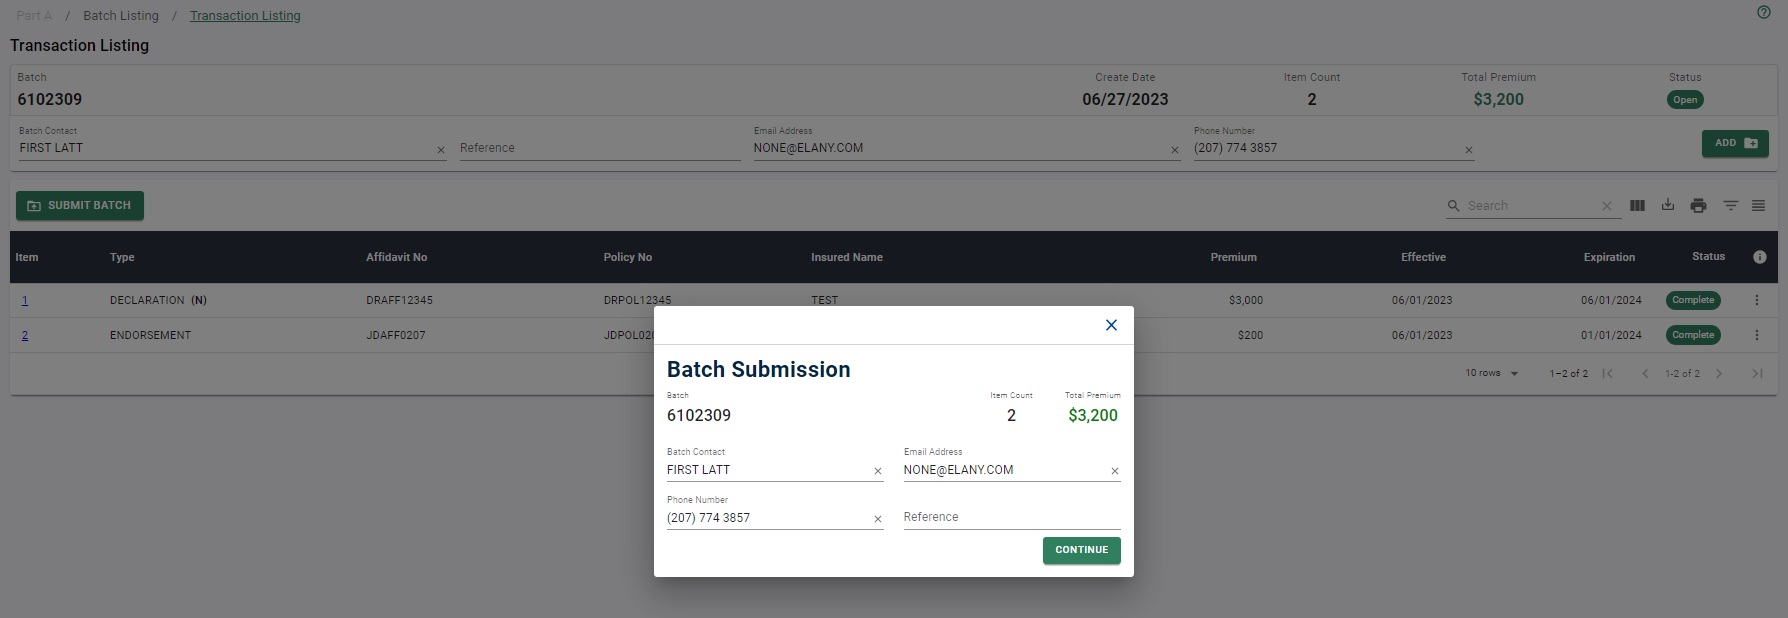 Part A / Batch Listing / Transaction Listing
Transaction Listing
Batch Create Date Item Count Total Premium Status
6102309 06/27/2023 2 $3,200 Open
Batch Contact Email Address Phone Number
FIRST LATT Reference NONE@ELANY.COM (207) 774 3857 ADD
SUBMIT BATCH Search
Item Type Affidavit No Policy No Insured Name Premium Effective Expiration Status
1 DECLARATION (N) DRAFF12345 DRPOL12345 TEST $3,000 06/01/2023 06/01/2024 Complete
2 ENDORSEMENT JDAFF0207 $200 06/01/2023 01/01/2024 Complete
10 rows 1–2 of 2 1-2 of 2
Batch Submission
Batch Item Count Total Premium
6102309 2 $3,200
Batch Contact Email Address
FIRST LATT NONE@ELANY.COM
Phone Number
(207) 774 3857 Reference
CONTINUE